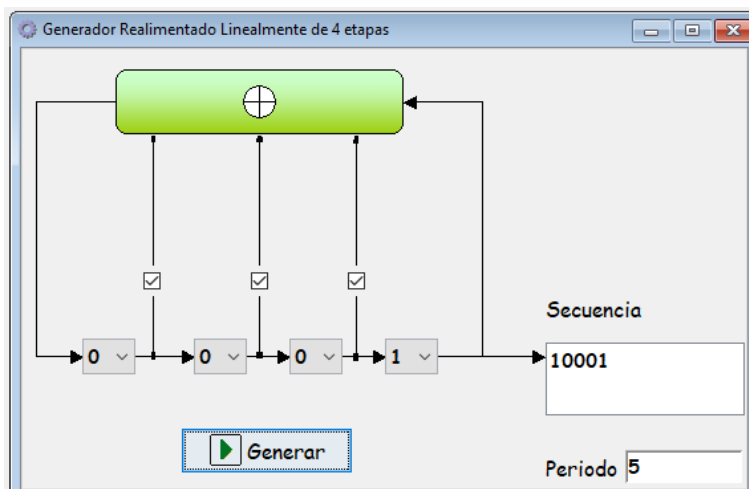 Generador Realimentado Linealmente de 4 etapas
0 0 0 1
Secuencia
10001
Generar
Periodo 5